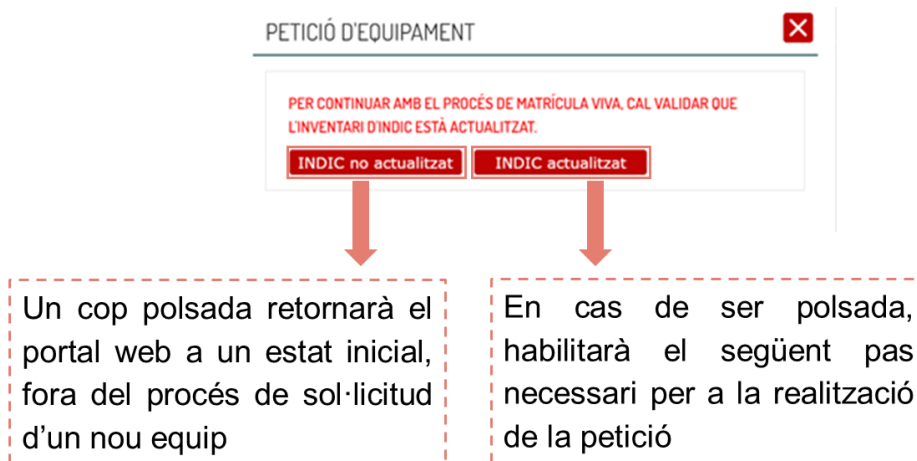 PETICIÓ D'EQUIPAMENT
PER CONTINUAR AMB EL PROCÉS DE MATRÍCULA VIVA, CAL VALIDAR QUE
L'INVENTARI D'INDIC ESTÀ ACTUALITZAT.
INDIC no actualitzat
INDIC actualitzat
Un cop polsada retornarà el
portal web a un estat inicial,
fora del procés de sol·licitud
d’un nou equip
En cas de ser polsada,
habilitarà el següent pas
necessari per a la realització
de la petició